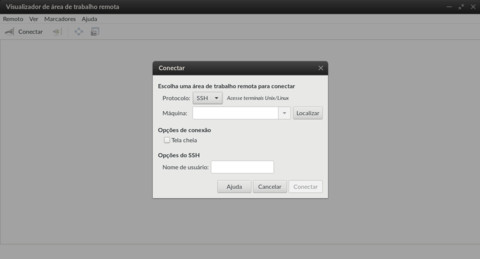 Visualizador de área de trabalho remota
Remoto Ver Marcadores Ajuda
Conectar
Conectar
Escolha uma área de trabalho remota para conectar
Protocolo: SSH Acesse terminais Unix/Linux
Máquina: Localizar
Opções de conexão
Tela cheia
Opções do SSH
Nome de usuário:
Ajuda Cancelar Conectar